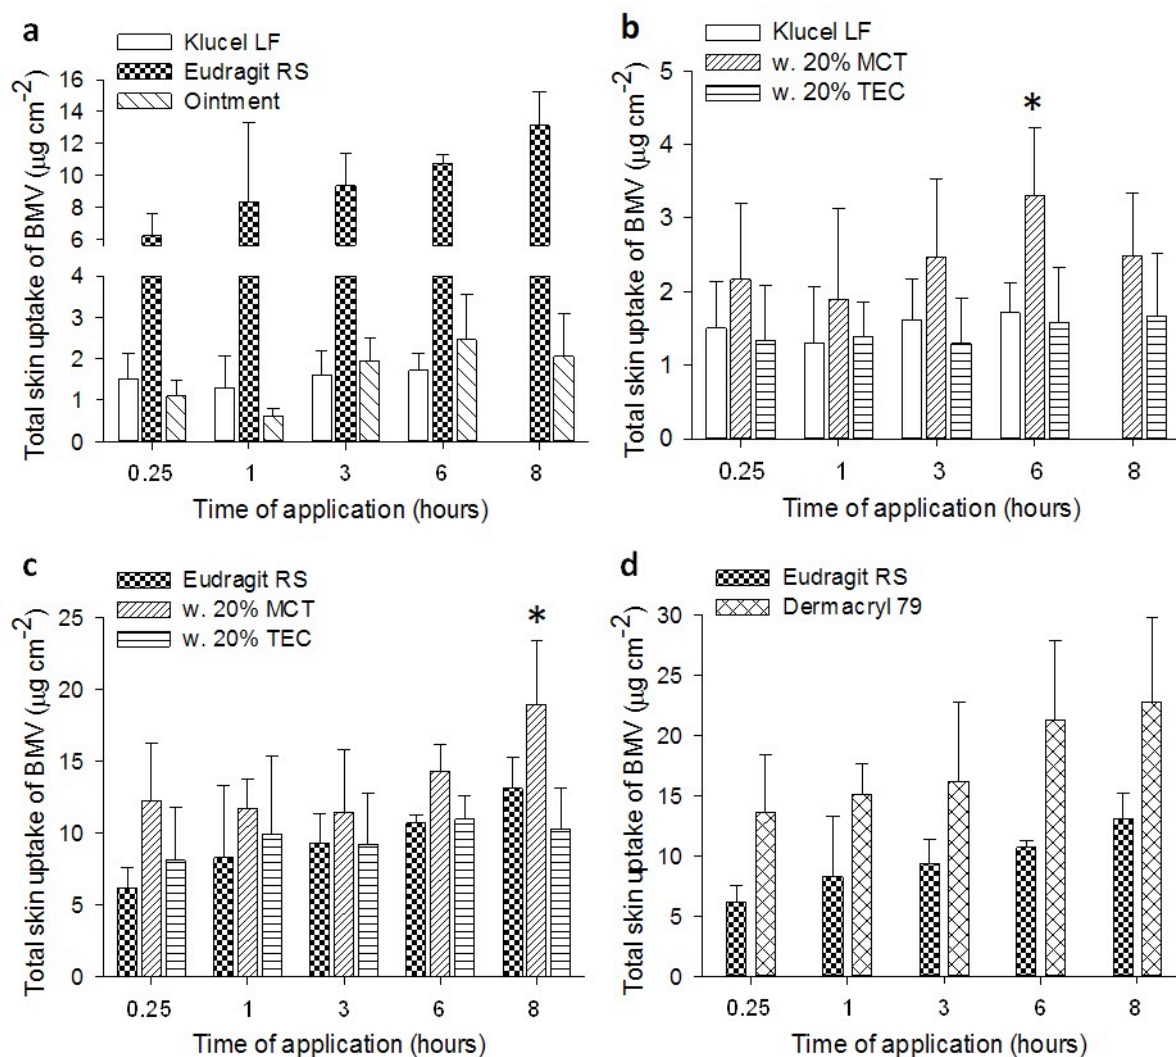 a
Klucel LF
Eudragit RS
Ointment
Total skin uptake of BMV (μg cm⁻²)
16
14
12
10
8
6
4
2
1
0
0.25 1 3 6 8
Time of application (hours)
b
Klucel LF
w. 20% MCT
w. 20% TEC
Total skin uptake of BMV (μg cm⁻²)
5
4
*
3
2
1
0
0.25 1 3 6 8
Time of application (hours)
c
Eudragit RS
w. 20% MCT
w. 20% TEC
Total skin uptake of BMV (μg cm⁻²)
25
*
20
15
10
5
0
0.25 1 3 6 8
Time of application (hours)
d
Eudragit RS
Dermacryl 79
Total skin uptake of BMV (μg cm⁻²)
30
25
20
15
10
5
0
0.25 1 3 6 8
Time of application (hours)